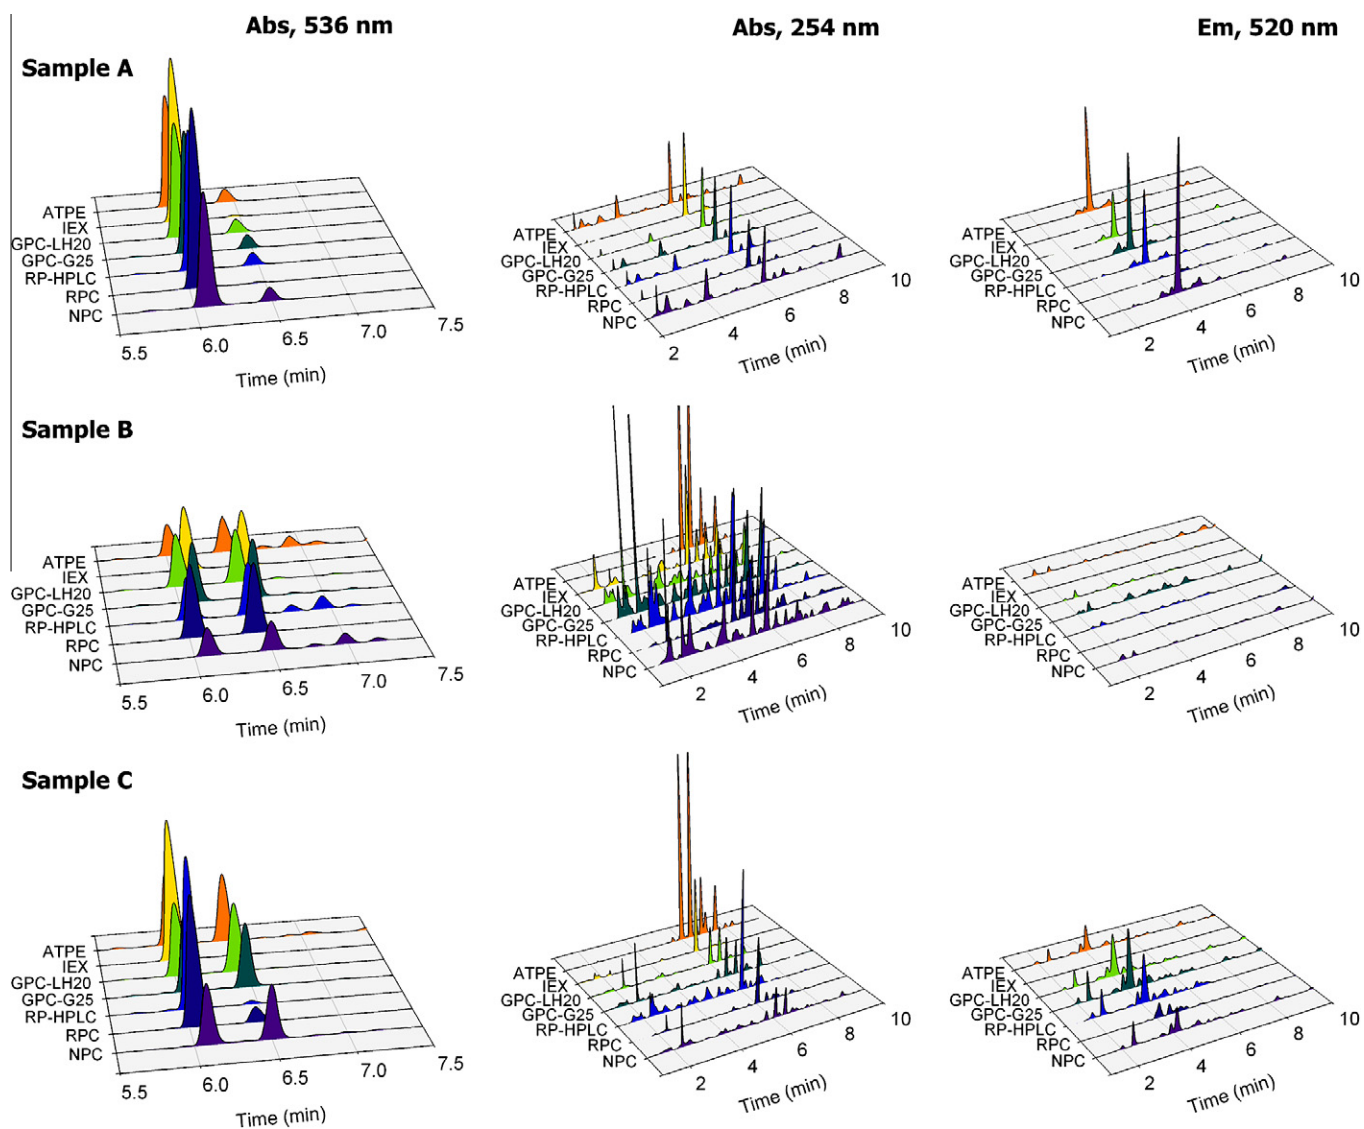 Abs, 536 nm
Abs, 254 nm
Em, 520 nm
Sample A
ATPE
IEX
GPC-LH20
GPC-G25
RP-HPLC
RPC
NPC
5.5
6.0
6.5
7.0
7.5
Time (min)
ATPE
IEX
GPC-LH20
GPC-G25
RP-HPLC
RPC
NPC
2
4
6
8
10
Time (min)
ATPE
IEX
GPC-LH20
GPC-G25
RP-HPLC
RPC
NPC
2
4
6
8
10
Time (min)
Sample B
ATPE
IEX
GPC-LH20
GPC-G25
RP-HPLC
RPC
NPC
5.5
6.0
6.5
7.0
7.5
Time (min)
ATPE
IEX
GPC-LH20
GPC-G25
RP-HPLC
RPC
NPC
2
4
6
8
10
Time (min)
ATPE
IEX
GPC-LH20
GPC-G25
RP-HPLC
RPC
NPC
2
4
6
8
10
Time (min)
Sample C
ATPE
IEX
GPC-LH20
GPC-G25
RP-HPLC
RPC
NPC
5.5
6.0
6.5
7.0
7.5
Time (min)
ATPE
IEX
GPC-LH20
GPC-G25
RP-HPLC
RPC
NPC
2
4
6
8
10
Time (min)
ATPE
IEX
GPC-LH20
GPC-G25
RP-HPLC
RPC
NPC
2
4
6
8
10
Time (min)